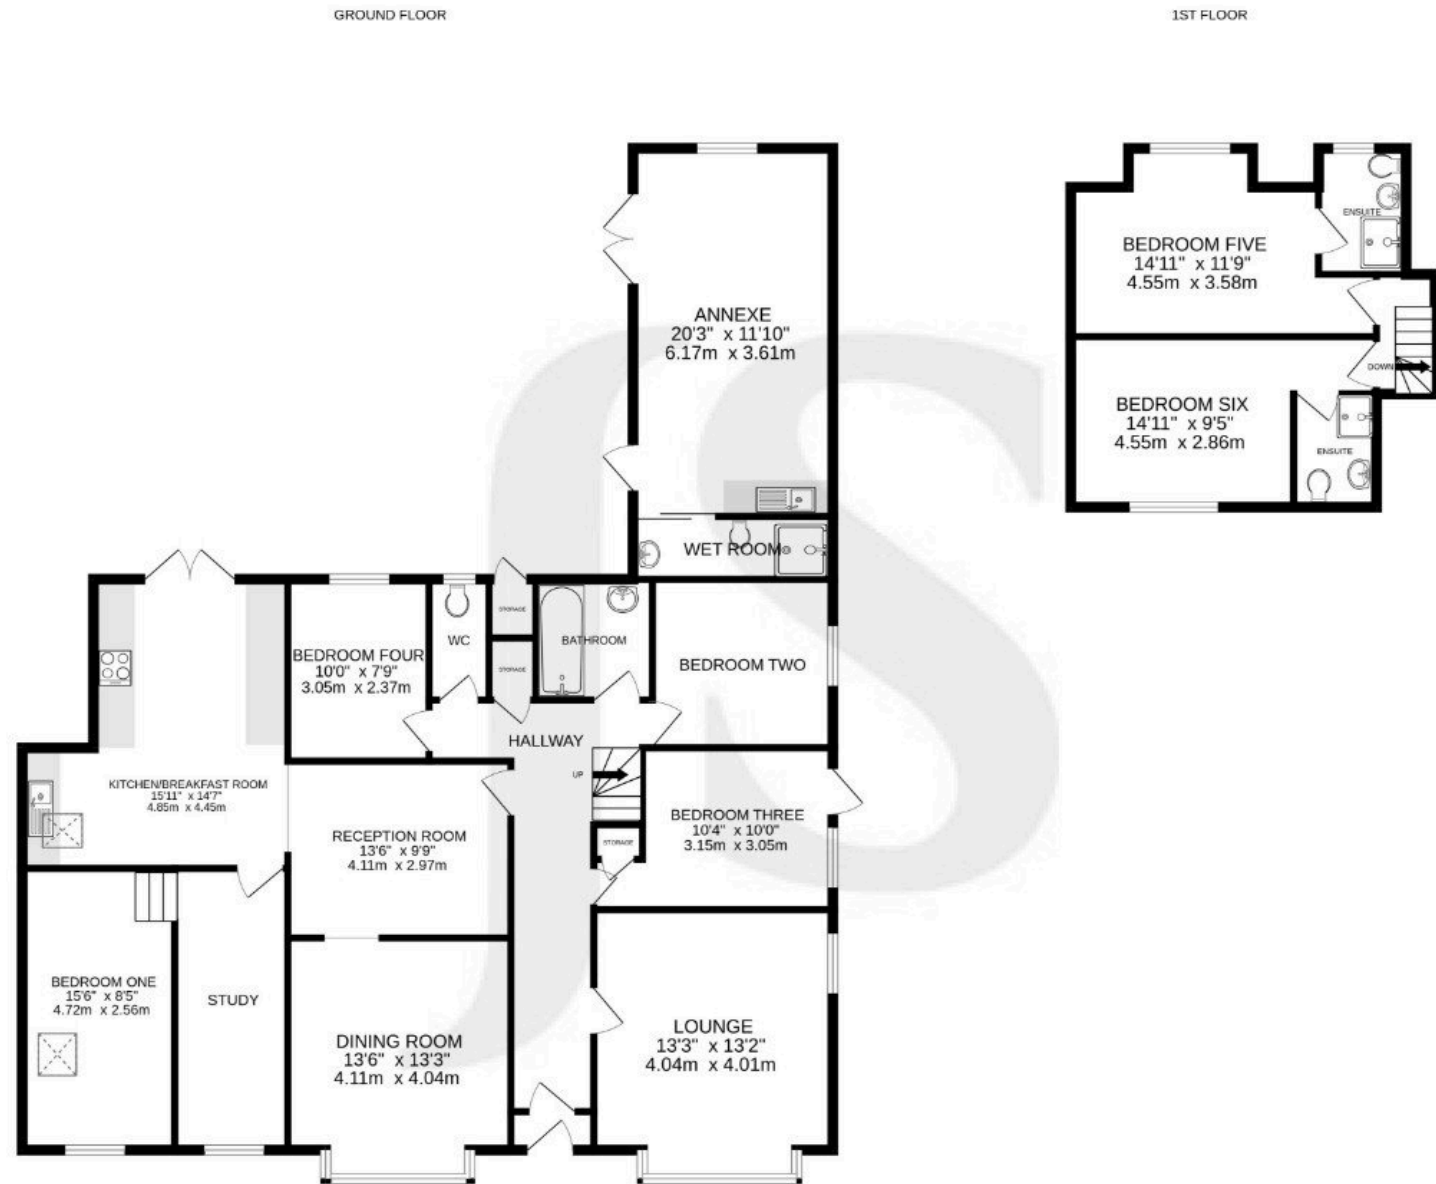 GROUND FLOOR
1ST FLOOR
ANNEXE
20'3" x 11'10"
6.17m x 3.61m
WET ROOM
BEDROOM FOUR
10'0" x 7'9"
3.05m x 2.37m
WC
STORAGE
STORAGE
BATHROOM
BEDROOM TWO
HALLWAY
UP
KITCHEN/BREAKFAST ROOM
15'11" x 14'7"
4.85m x 4.45m
RECEPTION ROOM
13'6" x 9'9"
4.11m x 2.97m
STORAGE
BEDROOM THREE
10'4" x 10'0"
3.15m x 3.05m
BEDROOM ONE
15'6" x 8'5"
4.72m x 2.56m
STUDY
DINING ROOM
13'6" x 13'3"
4.11m x 4.04m
LOUNGE
13'3" x 13'2"
4.04m x 4.01m
BEDROOM FIVE
14'11" x 11'9"
4.55m x 3.58m
ENSUITE
DOWN
BEDROOM SIX
14'11" x 9'5"
4.55m x 2.86m
ENSUITE
JS